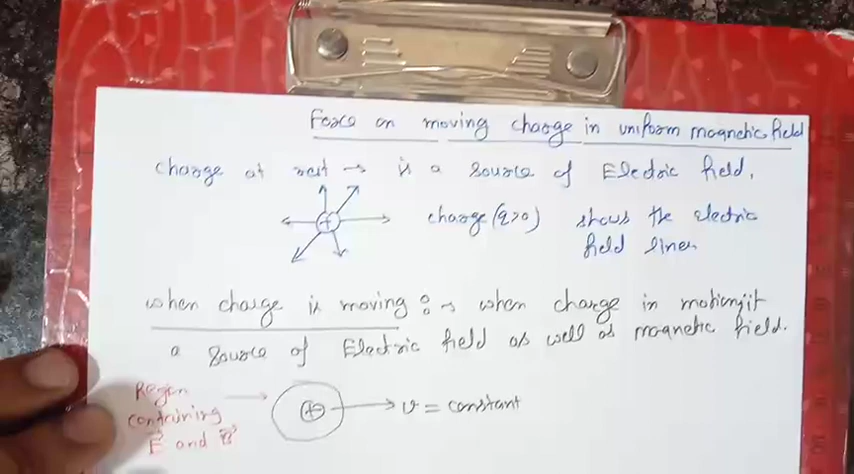 Force on moving charge in uniform magnetic field
charge at rest → is a source of Electric field.
charge (q>0) shows the electric
field lines
+
when charge is moving : → when charge in motion, it
a source of Electric field as well as magnetic field.
Region
containing
E⃗ and B⃗
+ → v = constant